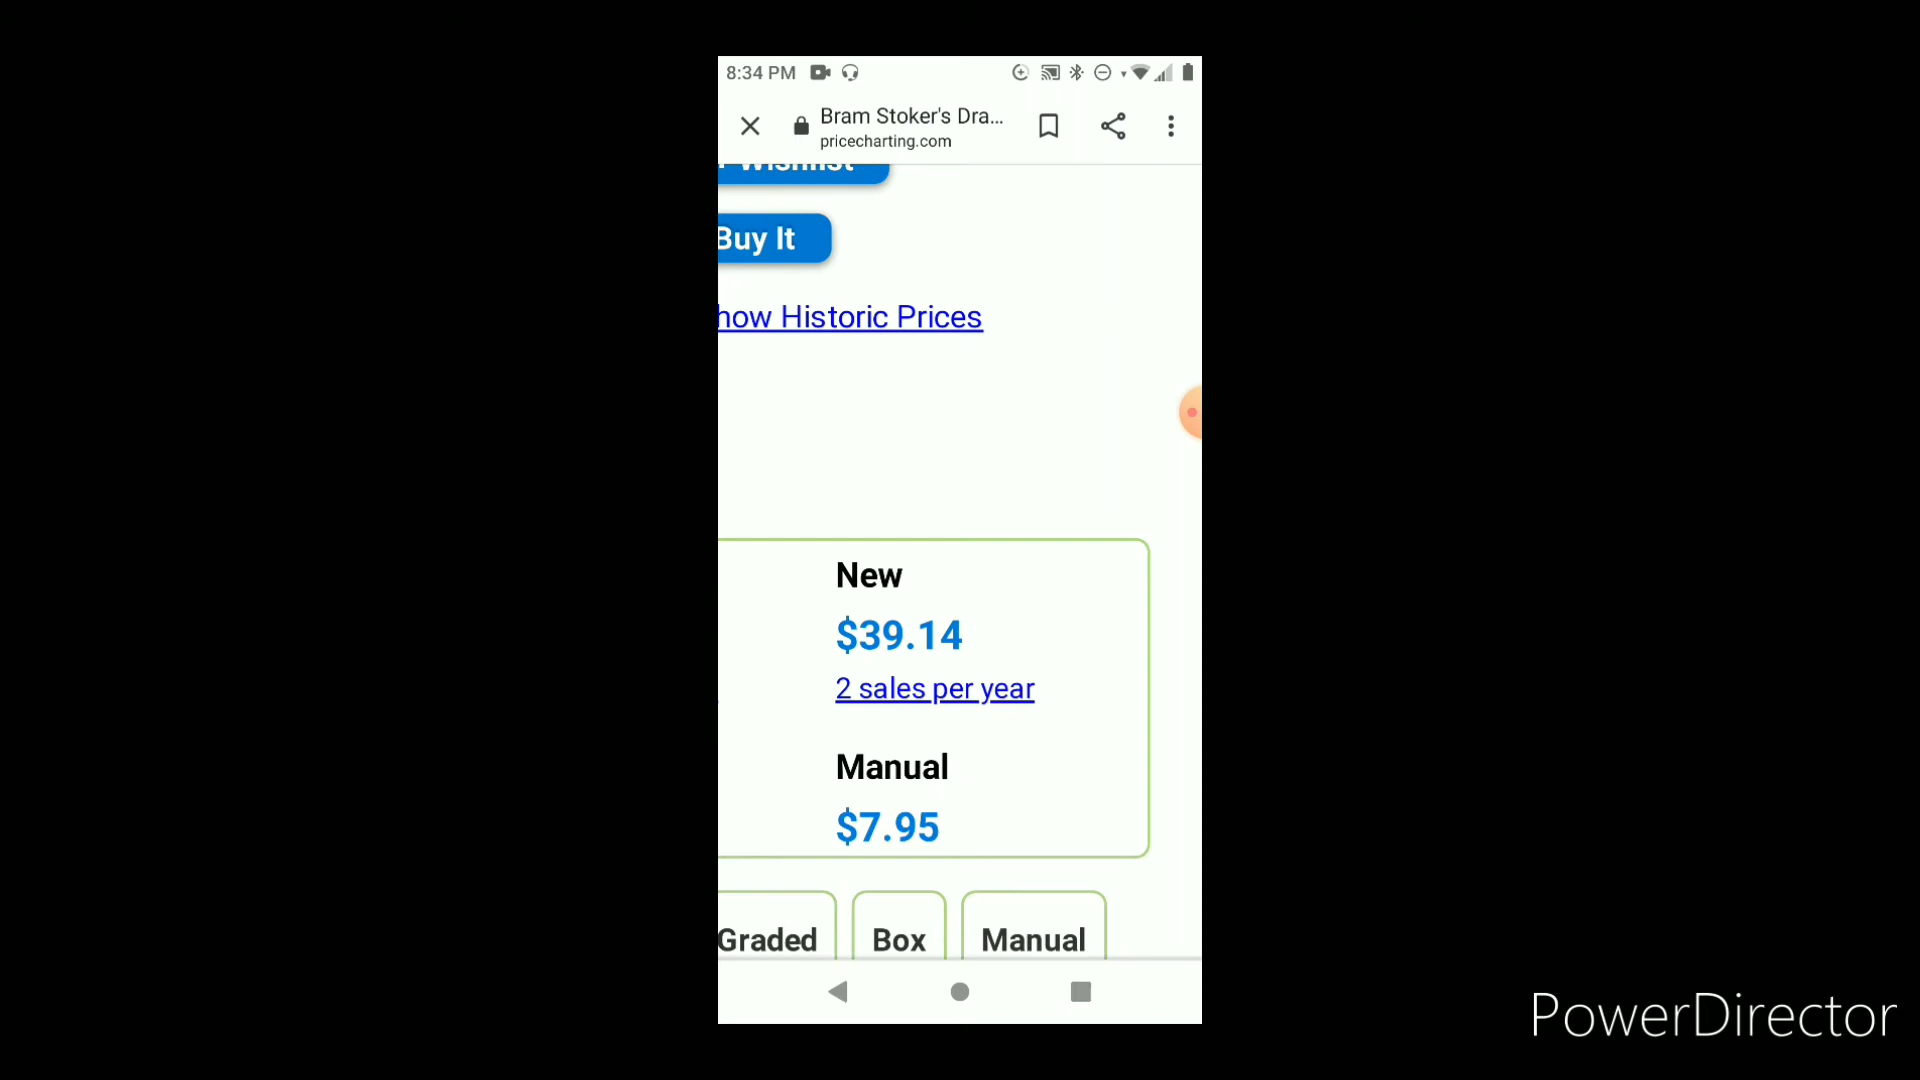 8:34 PM
Bram Stoker's Dra...
pricecharting.com
r Wishlist
Buy It
how Historic Prices
New
$39.14
2 sales per year
Manual
$7.95
Graded
Box
Manual
PowerDirector